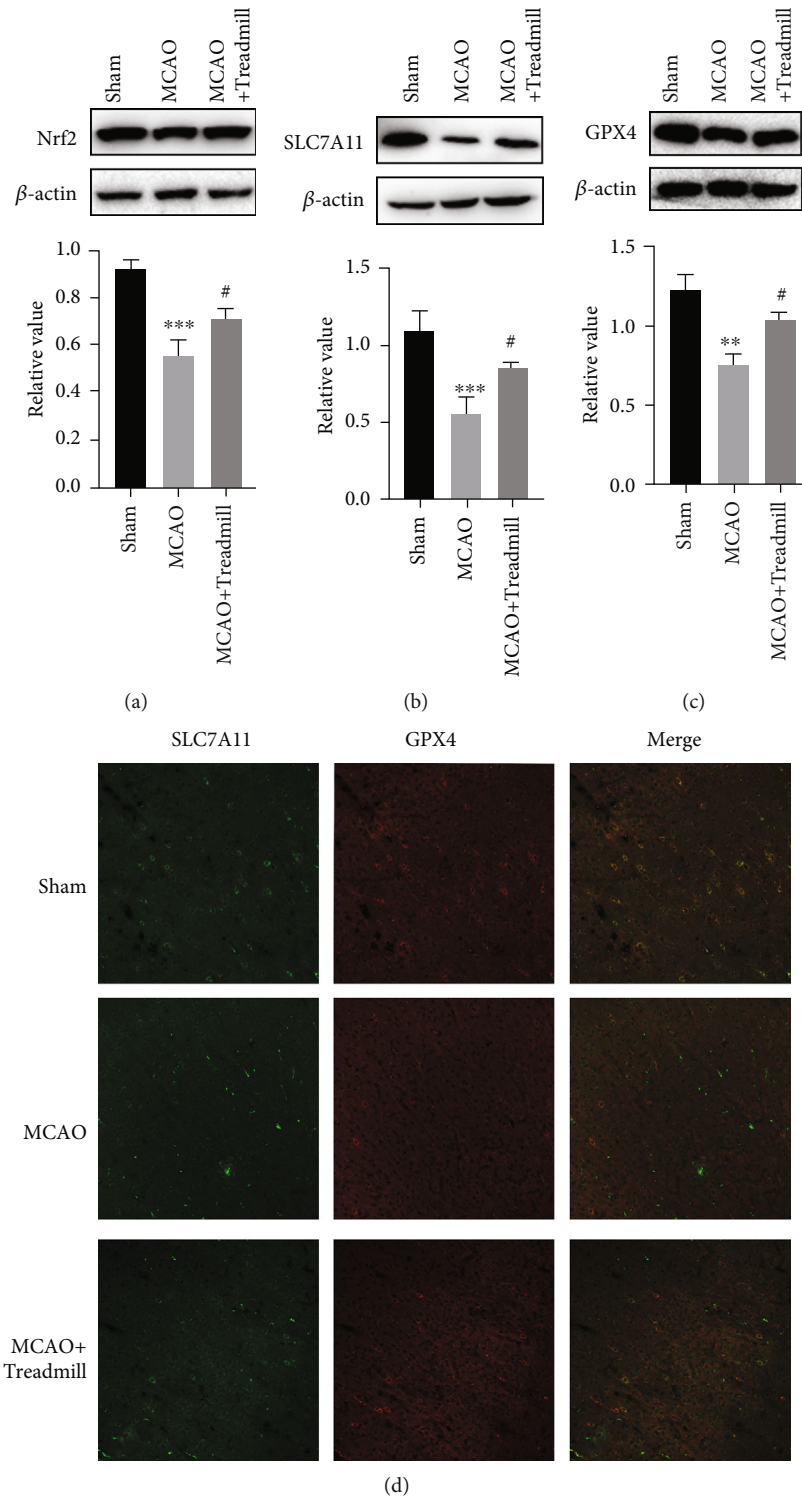 Sham
MCAO
MCAO
+Treadmill
Nrf2
β-actin
Relative value
1.0
0.8
0.6
0.4
0.2
0.0
***
#
Sham
MCAO
MCAO+Treadmill
(a)
Sham
MCAO
MCAO
+Treadmill
SLC7A11
β-actin
Relative value
1.5
1.0
0.5
0.0
***
#
Sham
MCAO
MCAO+Treadmill
(b)
Sham
MCAO
MCAO
+Treadmill
GPX4
β-actin
Relative value
1.5
1.0
0.5
0.0
**
#
Sham
MCAO
MCAO+Treadmill
(c)
SLC7A11
GPX4
Merge
Sham
MCAO
MCAO+
Treadmill
(d)